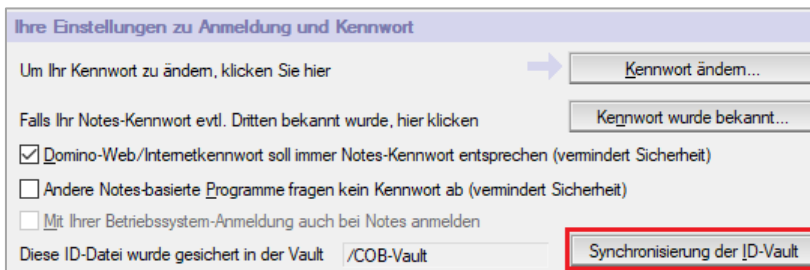 Ihre Einstellungen zu Anmeldung und Kennwort
Um Ihr Kennwort zu ändern, klicken Sie hier Kennwort ändern...
Falls Ihr Notes-Kennwort evtl. Dritten bekannt wurde, hier klicken Kennwort wurde bekannt...
Domino-Web/Internetkennwort soll immer Notes-Kennwort entsprechen (vermindert Sicherheit)
Andere Notes-basierte Programme fragen kein Kennwort ab (vermindert Sicherheit)
Mit Ihrer Betriebssystem-Anmeldung auch bei Notes anmelden
Diese ID-Datei wurde gesichert in der Vault /COB-Vault Synchronisierung der ID-Vault